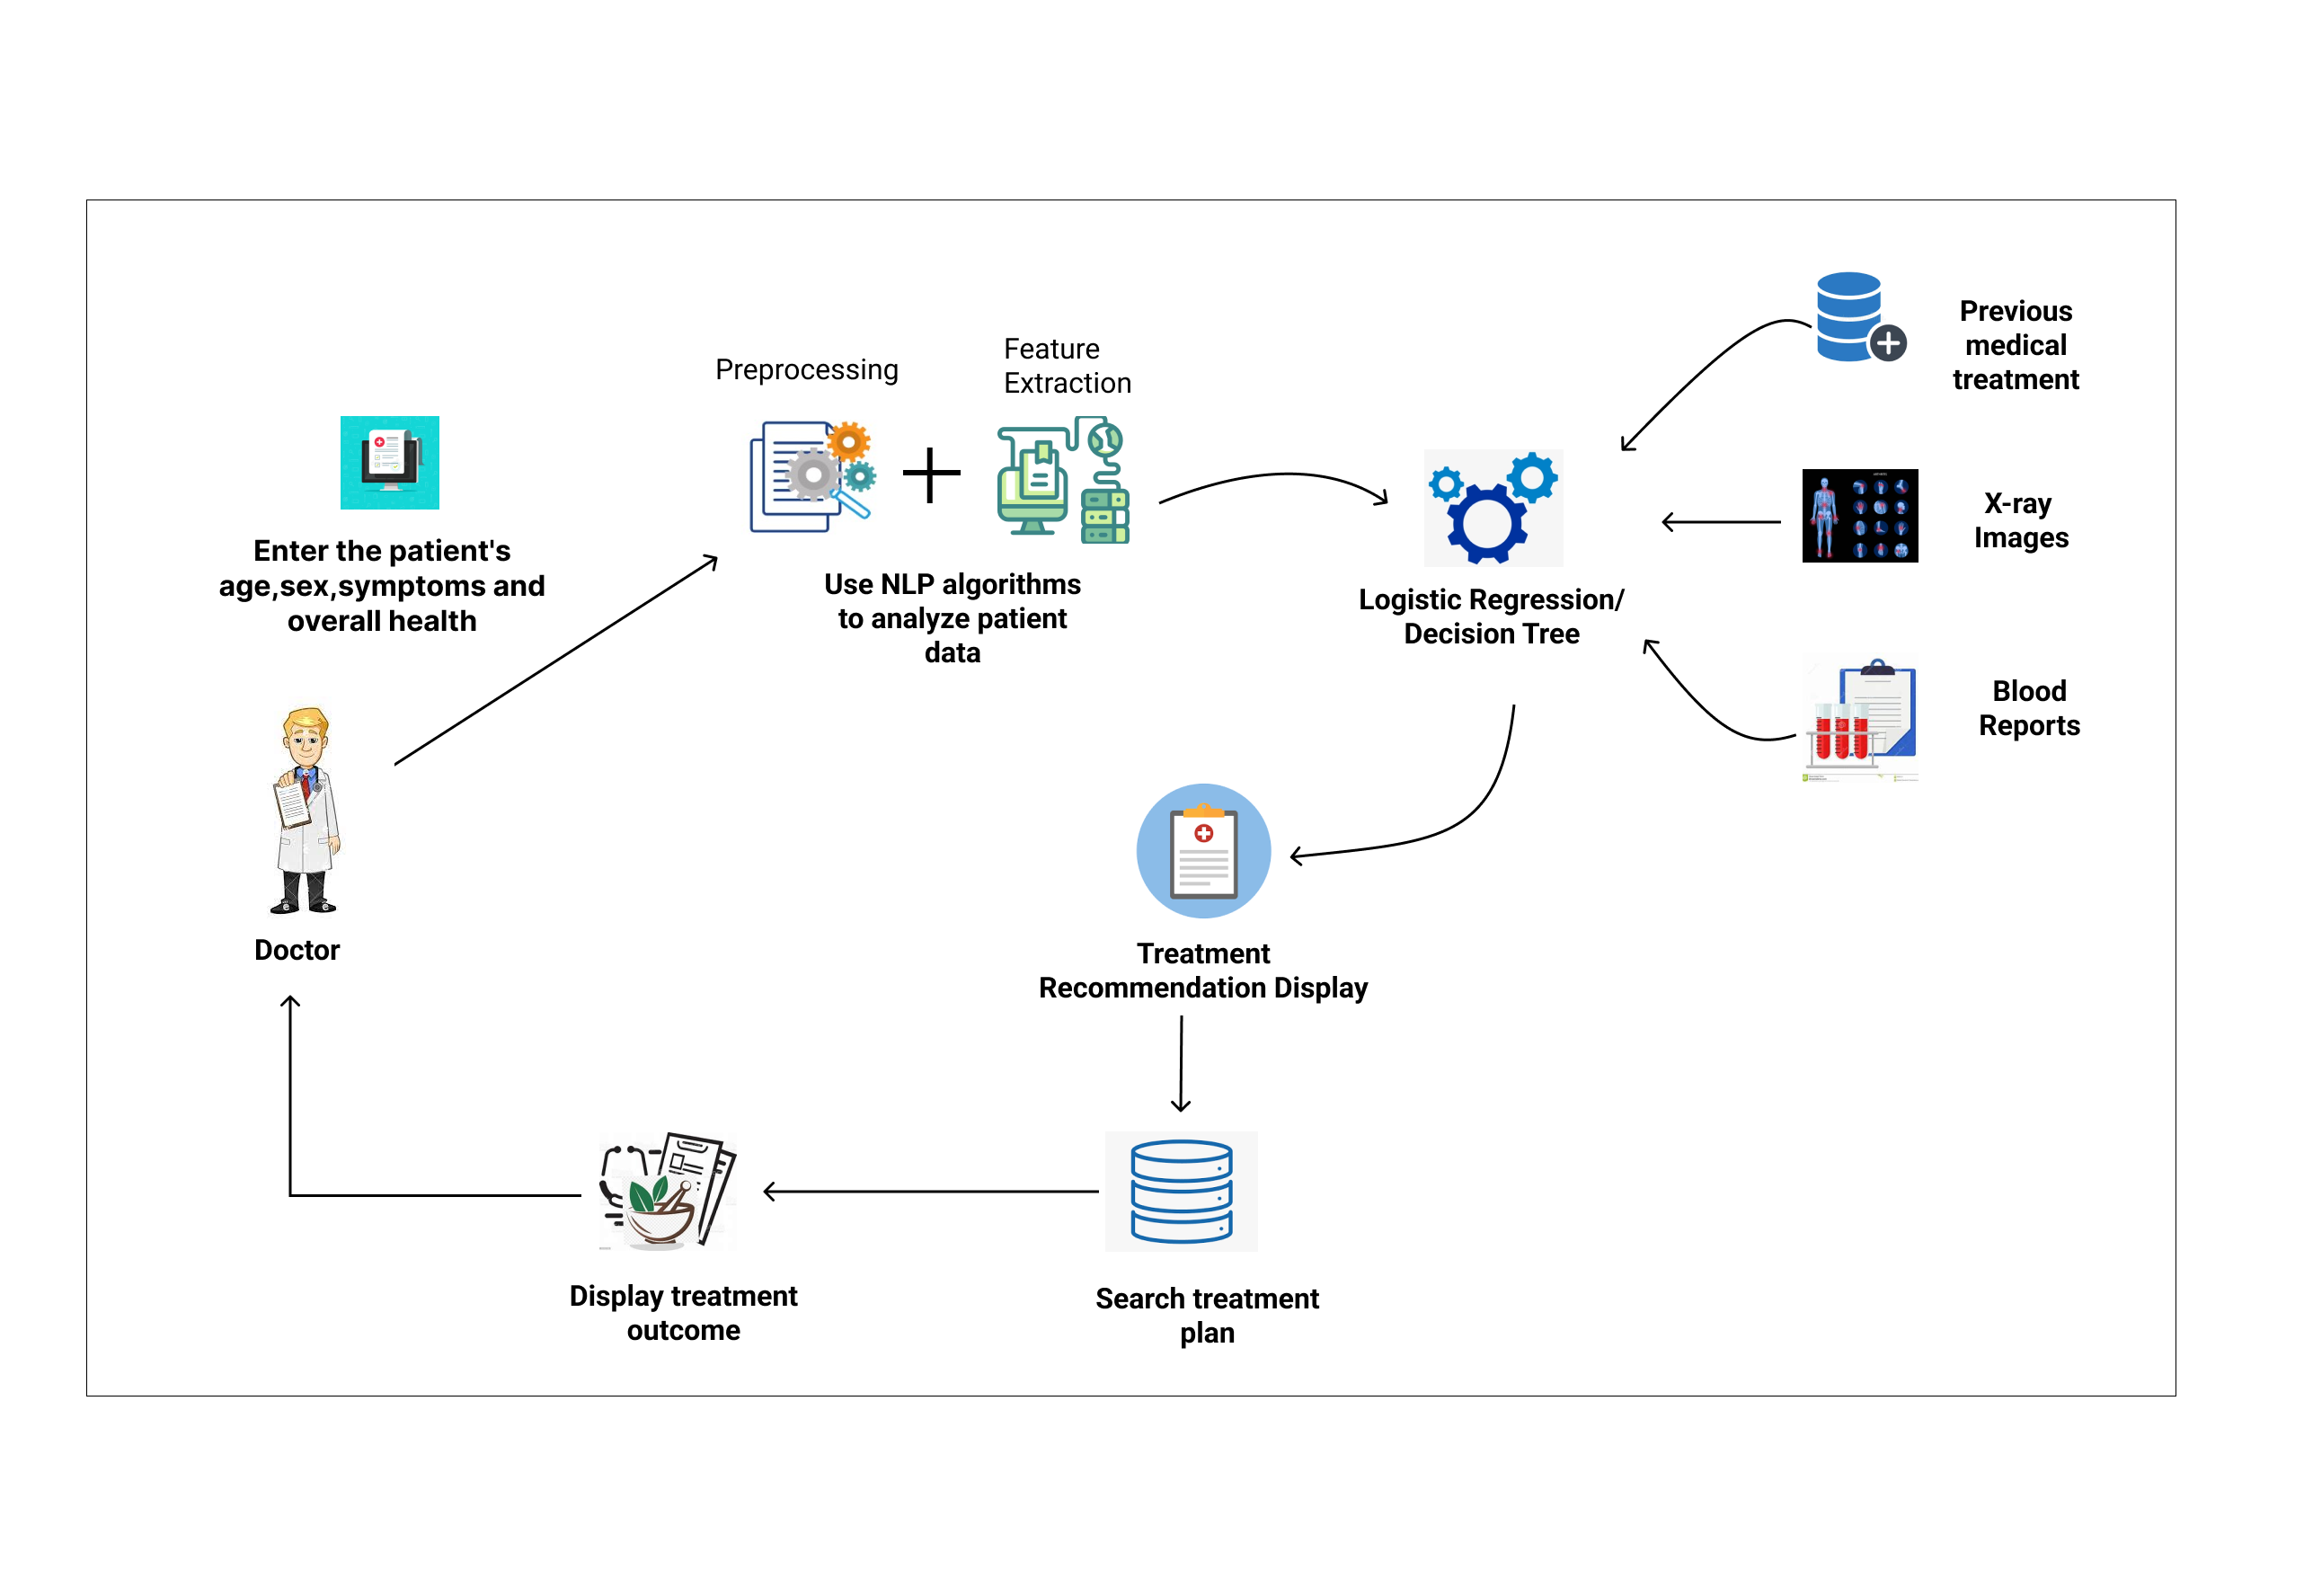 Preprocessing
Feature
Extraction
Previous
medical
treatment
Enter the patient's
age,sex,symptoms and
overall health
Use NLP algorithms
to analyze patient
data
Logistic Regression/
Decision Tree
X-ray
Images
Blood
Reports
Doctor
Treatment
Recommendation Display
Display treatment
outcome
Search treatment
plan